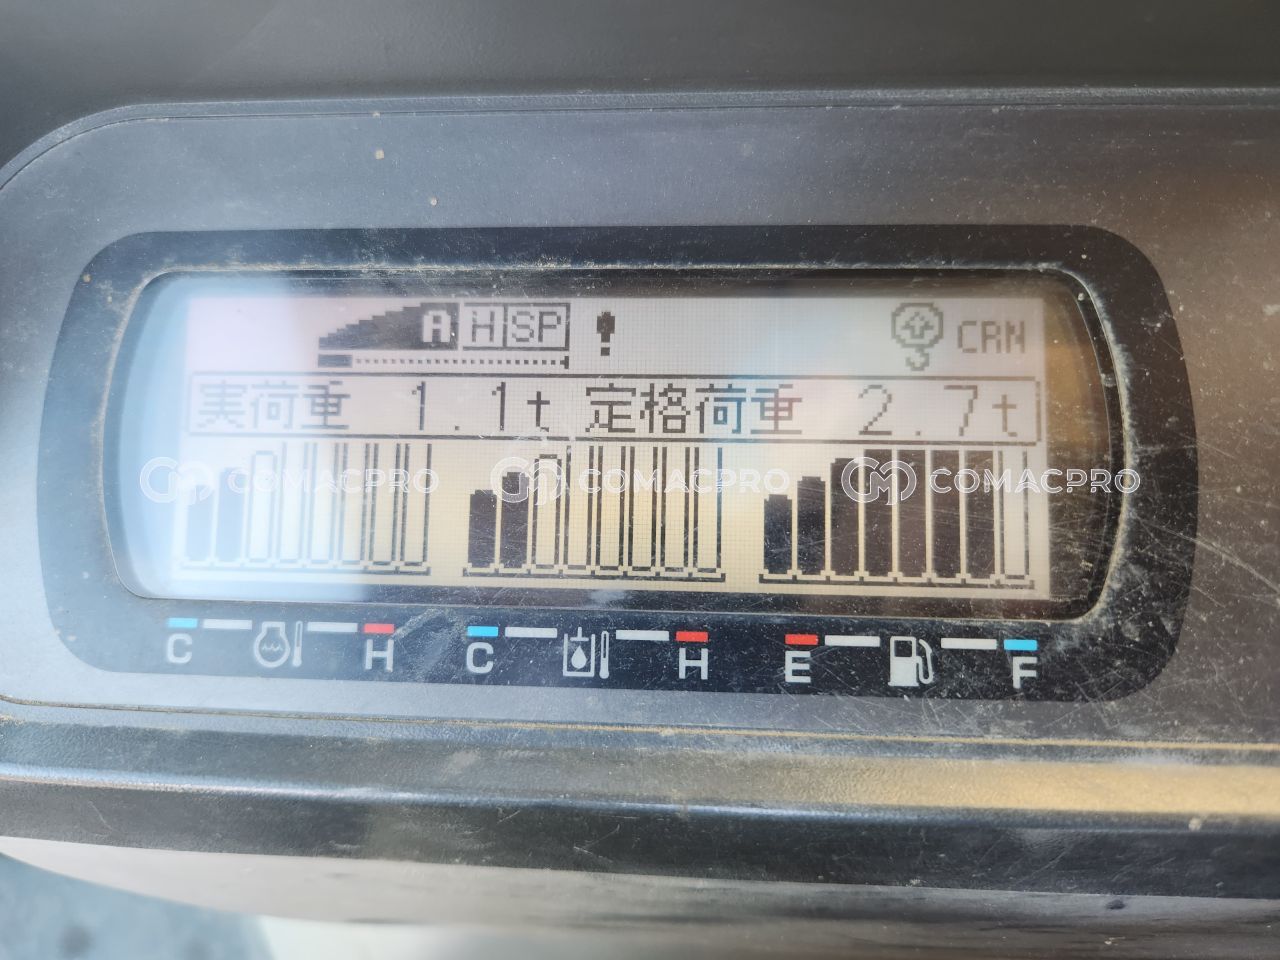 A H SP ! CRN
実荷重 1.1t 定格荷重 2.7t
COMACPRO COMACPRO COMACPRO
C H C H E F